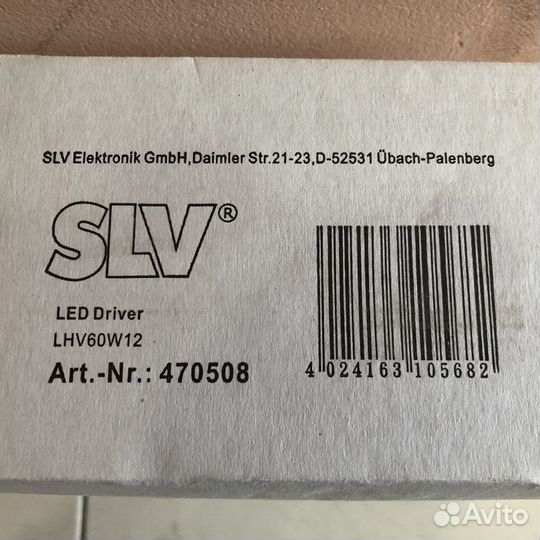 SLV Elektronik GmbH,Daimler Str.21-23,D-52531 Übach-Palenberg
SLV®
LED Driver
LHV60W12
Art.-Nr.: 470508
4 024163 105682
Avito